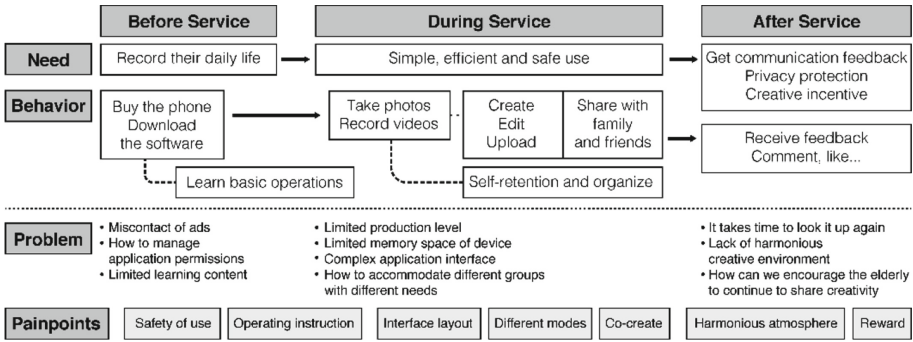 Before Service
During Service
After Service
Need
Record their daily life
Simple, efficient and safe use
Get communication feedback
Privacy protection
Creative incentive
Behavior
Buy the phone
Download
the software
Take photos
Record videos
Create
Edit
Upload
Share with
family
and friends
Receive feedback
Comment, like...
Learn basic operations
Self-retention and organize
Problem
• Miscontact of ads
• How to manage
application permissions
• Limited learning content
• Limited production level
• Limited memory space of device
• Complex application interface
• How to accommodate different groups
with different needs
• It takes time to look it up again
• Lack of harmonious
creative environment
• How can we encourage the elderly
to continue to share creativity
Painpoints
Safety of use
Operating instruction
Interface layout
Different modes
Co-create
Harmonious atmosphere
Reward